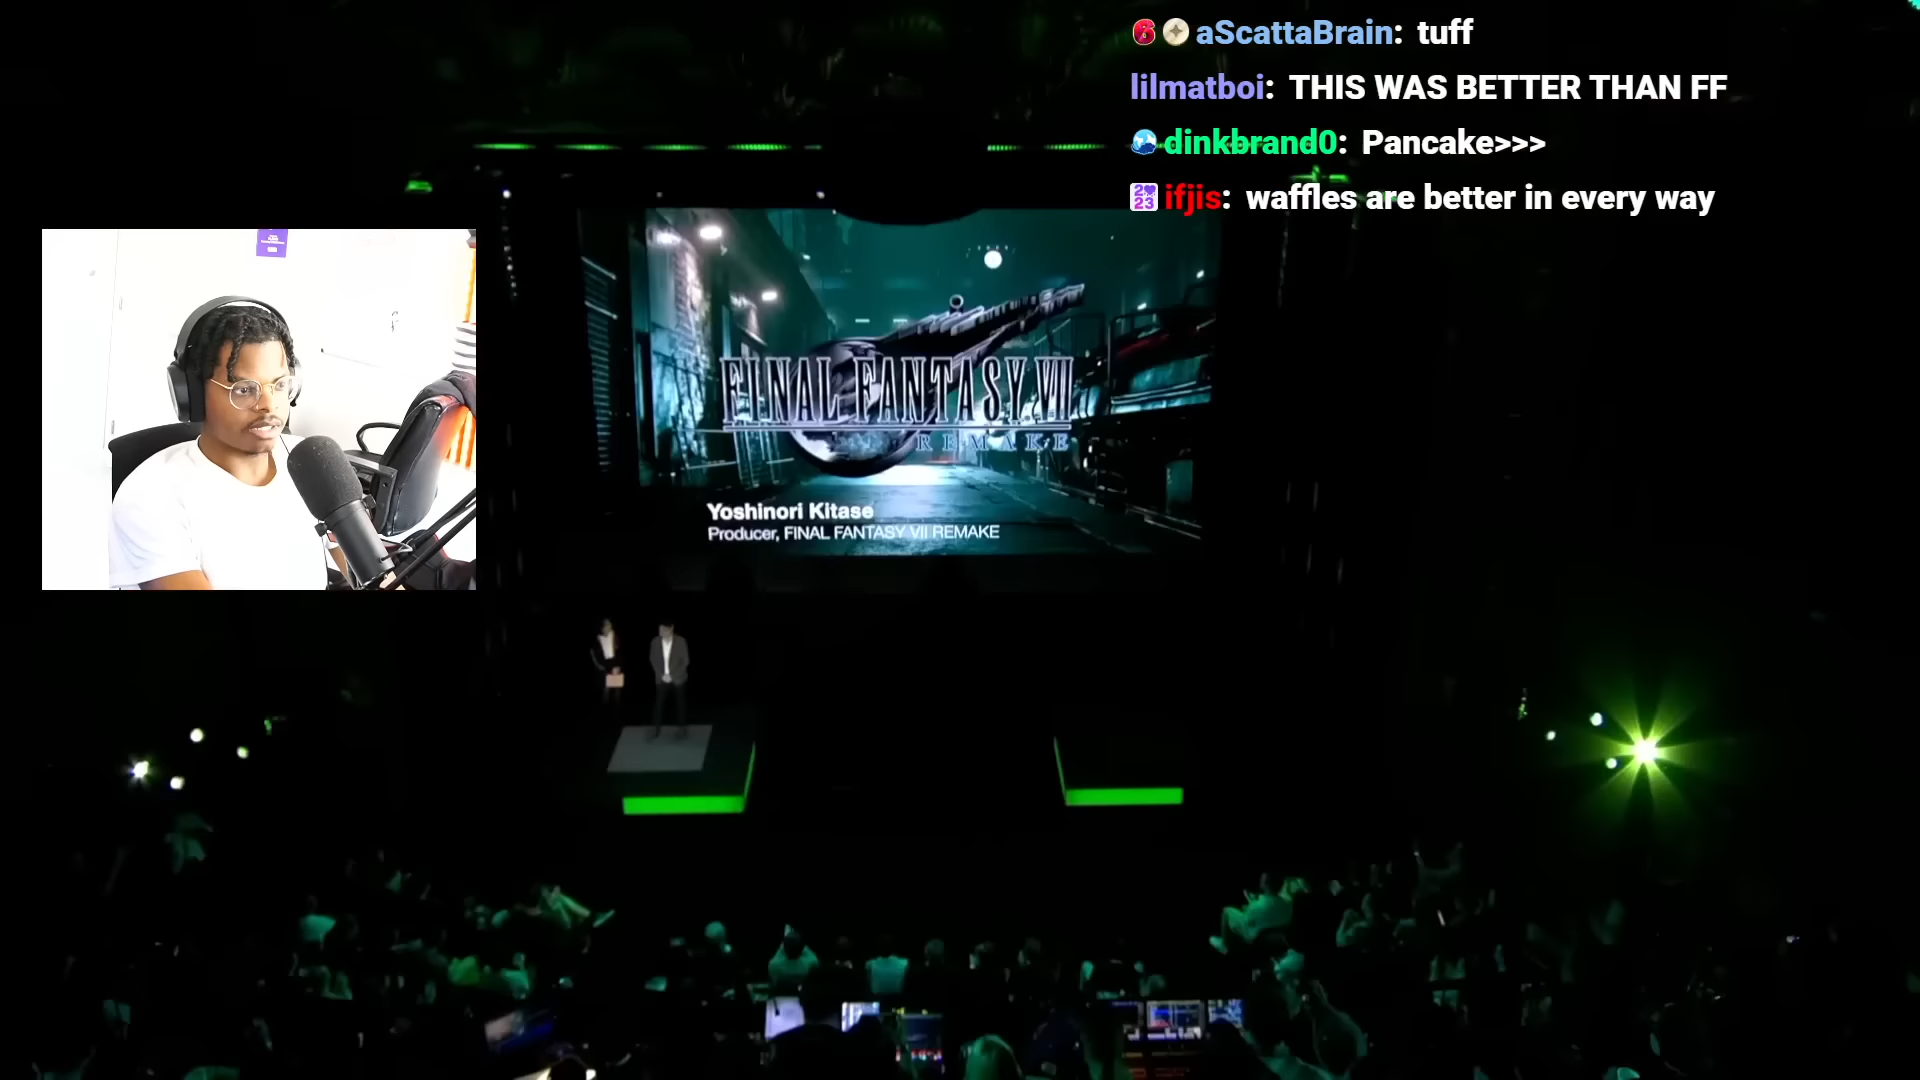 aScattaBrain: tuff
lilmatboi: THIS WAS BETTER THAN FF
dinkbrand0: Pancake>>>
ifjis: waffles are better in every way
FINAL FANTASY VII
REMAKE
Yoshinori Kitase
Producer, FINAL FANTASY VII REMAKE